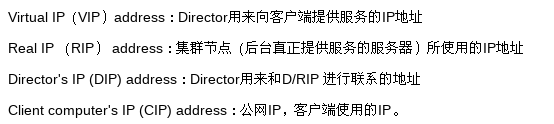 Virtual IP（VIP）address：Director用来向客户端提供服务的IP地址
Real IP （RIP） address：集群节点（后台真正提供服务的服务器）所使用的IP地址
Director's IP (DIP) address：Director用来和D/RIP 进行联系的地址
Client computer's IP (CIP) address：公网IP，客户端使用的IP。